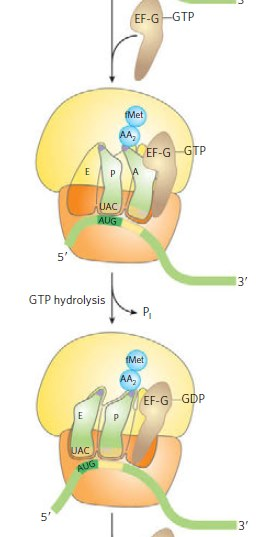 3′
EF-G GTP
fMet
AA2
EF-G GTP
E P A
UAC
AUG
5′
3′
GTP hydrolysis
Pi
fMet
AA2
EF-G GDP
E P
UAC
AUG
5′
3′